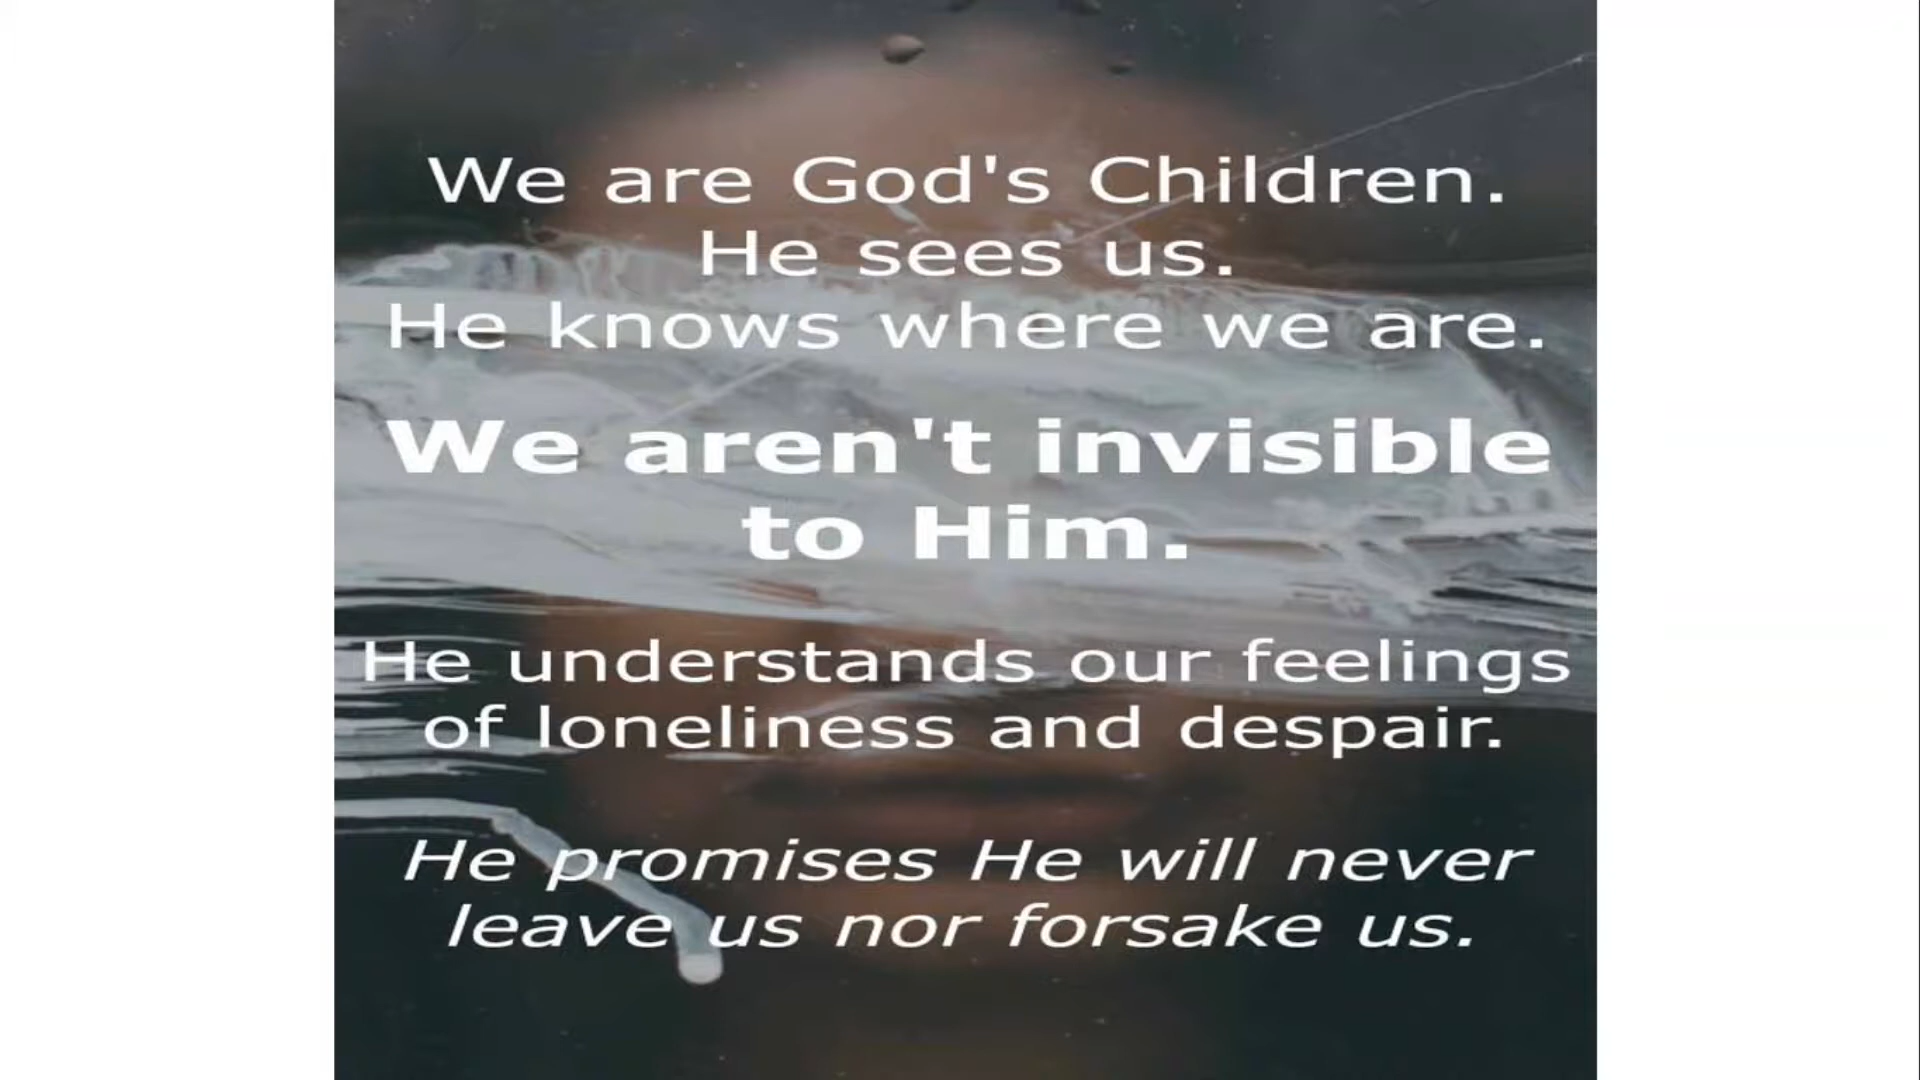 We are God's Children.
He sees us.
He knows where we are.
We aren't invisible
to Him.
He understands our feelings
of loneliness and despair.
He promises He will never
leave us nor forsake us.